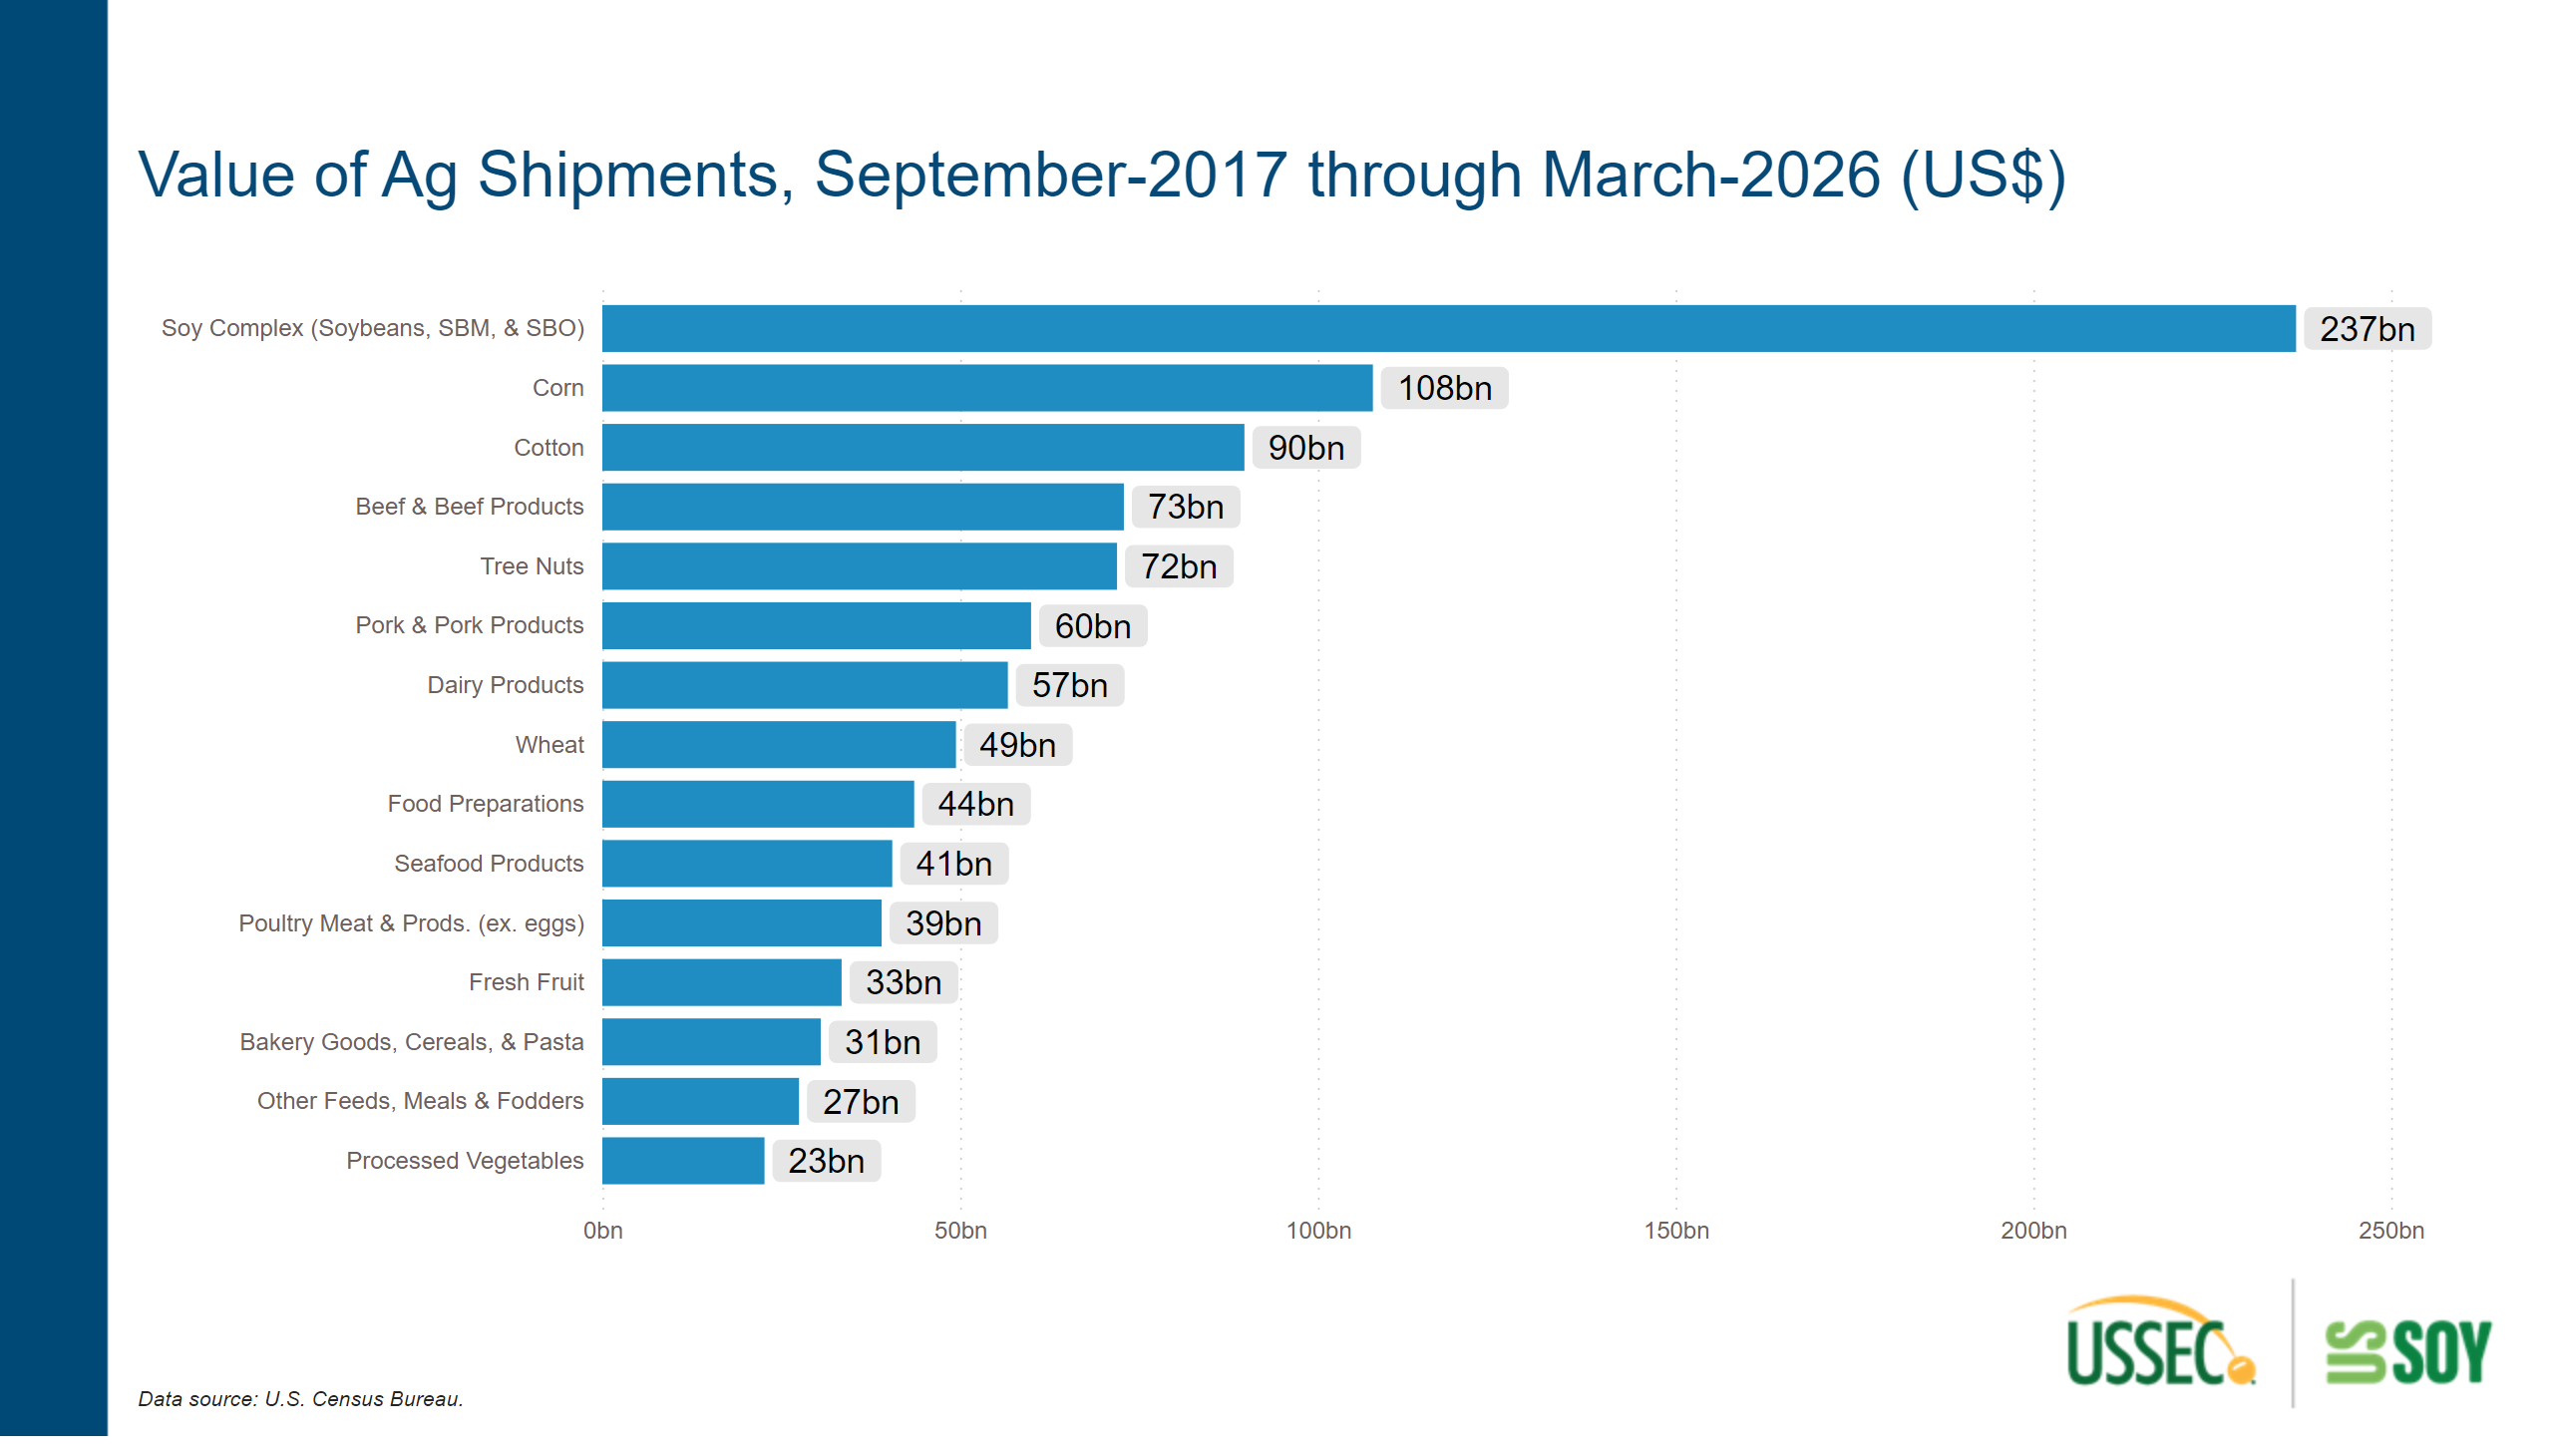 Value of Ag Shipments, September-2017 through March-2026 (US$)
Soy Complex (Soybeans, SBM, & SBO) 237bn
Corn 108bn
Cotton 90bn
Beef & Beef Products 73bn
Tree Nuts 72bn
Pork & Pork Products 60bn
Dairy Products 57bn
Wheat 49bn
Food Preparations 44bn
Seafood Products 41bn
Poultry Meat & Prods. (ex. eggs) 39bn
Fresh Fruit 33bn
Bakery Goods, Cereals, & Pasta 31bn
Other Feeds, Meals & Fodders 27bn
Processed Vegetables 23bn
0bn 50bn 100bn 150bn 200bn 250bn
USSEC US SOY
Data source: U.S. Census Bureau.